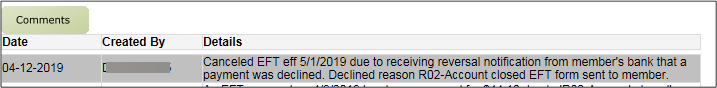 Comments
Date Created By Details
04-12-2019 Canceled EFT eff 5/1/2019 due to receiving reversal notification from member's bank that a
payment was declined. Declined reason R02-Account closed EFT form sent to member.